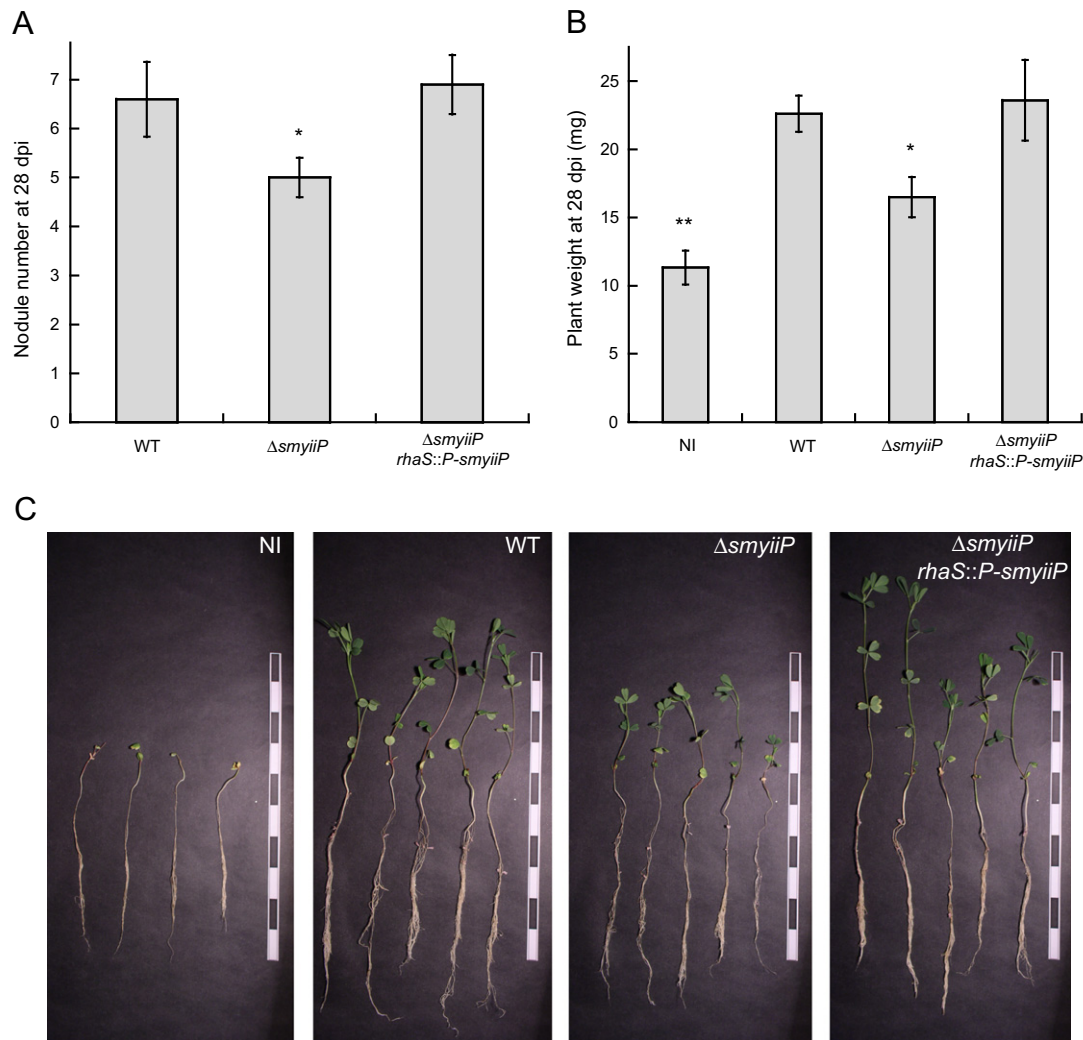 A
Nodule number at 28 dpi
7
6
5
4
3
2
1
0
*
WT
ΔsmyiiP
ΔsmyiiP
rhaS::P-smyiiP
B
Plant weight at 28 dpi (mg)
25
20
15
10
5
0
**
*
NI
WT
ΔsmyiiP
ΔsmyiiP
rhaS::P-smyiiP
C
NI
WT
ΔsmyiiP
ΔsmyiiP
rhaS::P-smyiiP